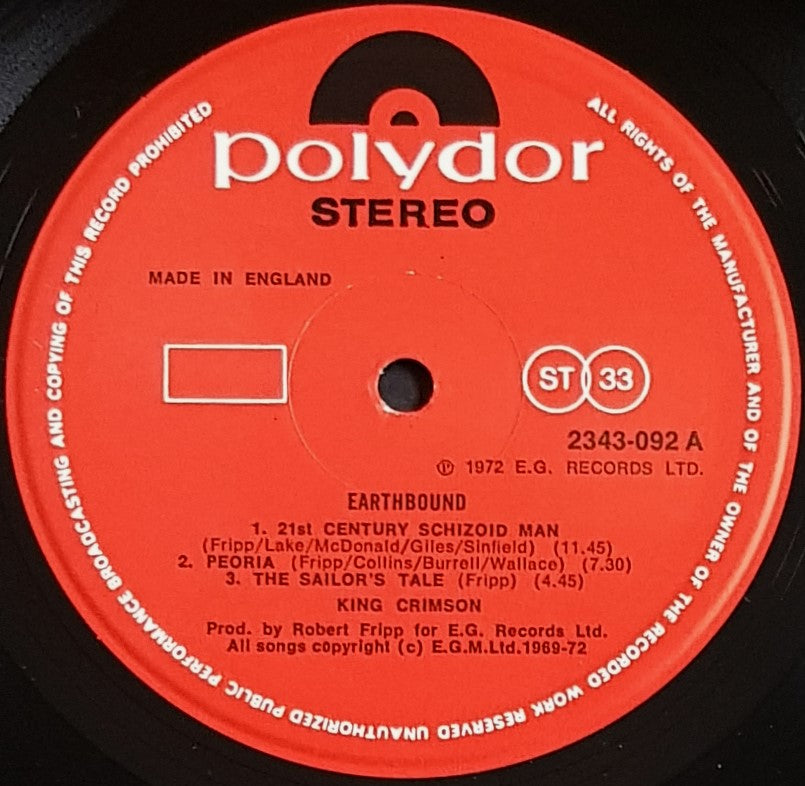 polydor
STEREO
MADE IN ENGLAND
ST 33
2343-092 A
℗ 1972 E.G. RECORDS LTD.
EARTHBOUND
1. 21st CENTURY SCHIZOID MAN
(Fripp/Lake/McDonald/Giles/Sinfield) (11.45)
2. PEORIA (Fripp/Collins/Burrell/Wallace) (7.30)
3. THE SAILOR'S TALE (Fripp) (4.45)
KING CRIMSON
Prod. by Robert Fripp for E.G. Records Ltd.
All songs copyright (c) E.G.M.Ltd.1969-72
ALL RIGHTS OF THE MANUFACTURER AND OF THE OWNER OF THE RECORDED WORK RESERVED UNAUTHORIZED PUBLIC PERFORMANCE BROADCASTING AND COPYING OF THIS RECORD PROHIBITED